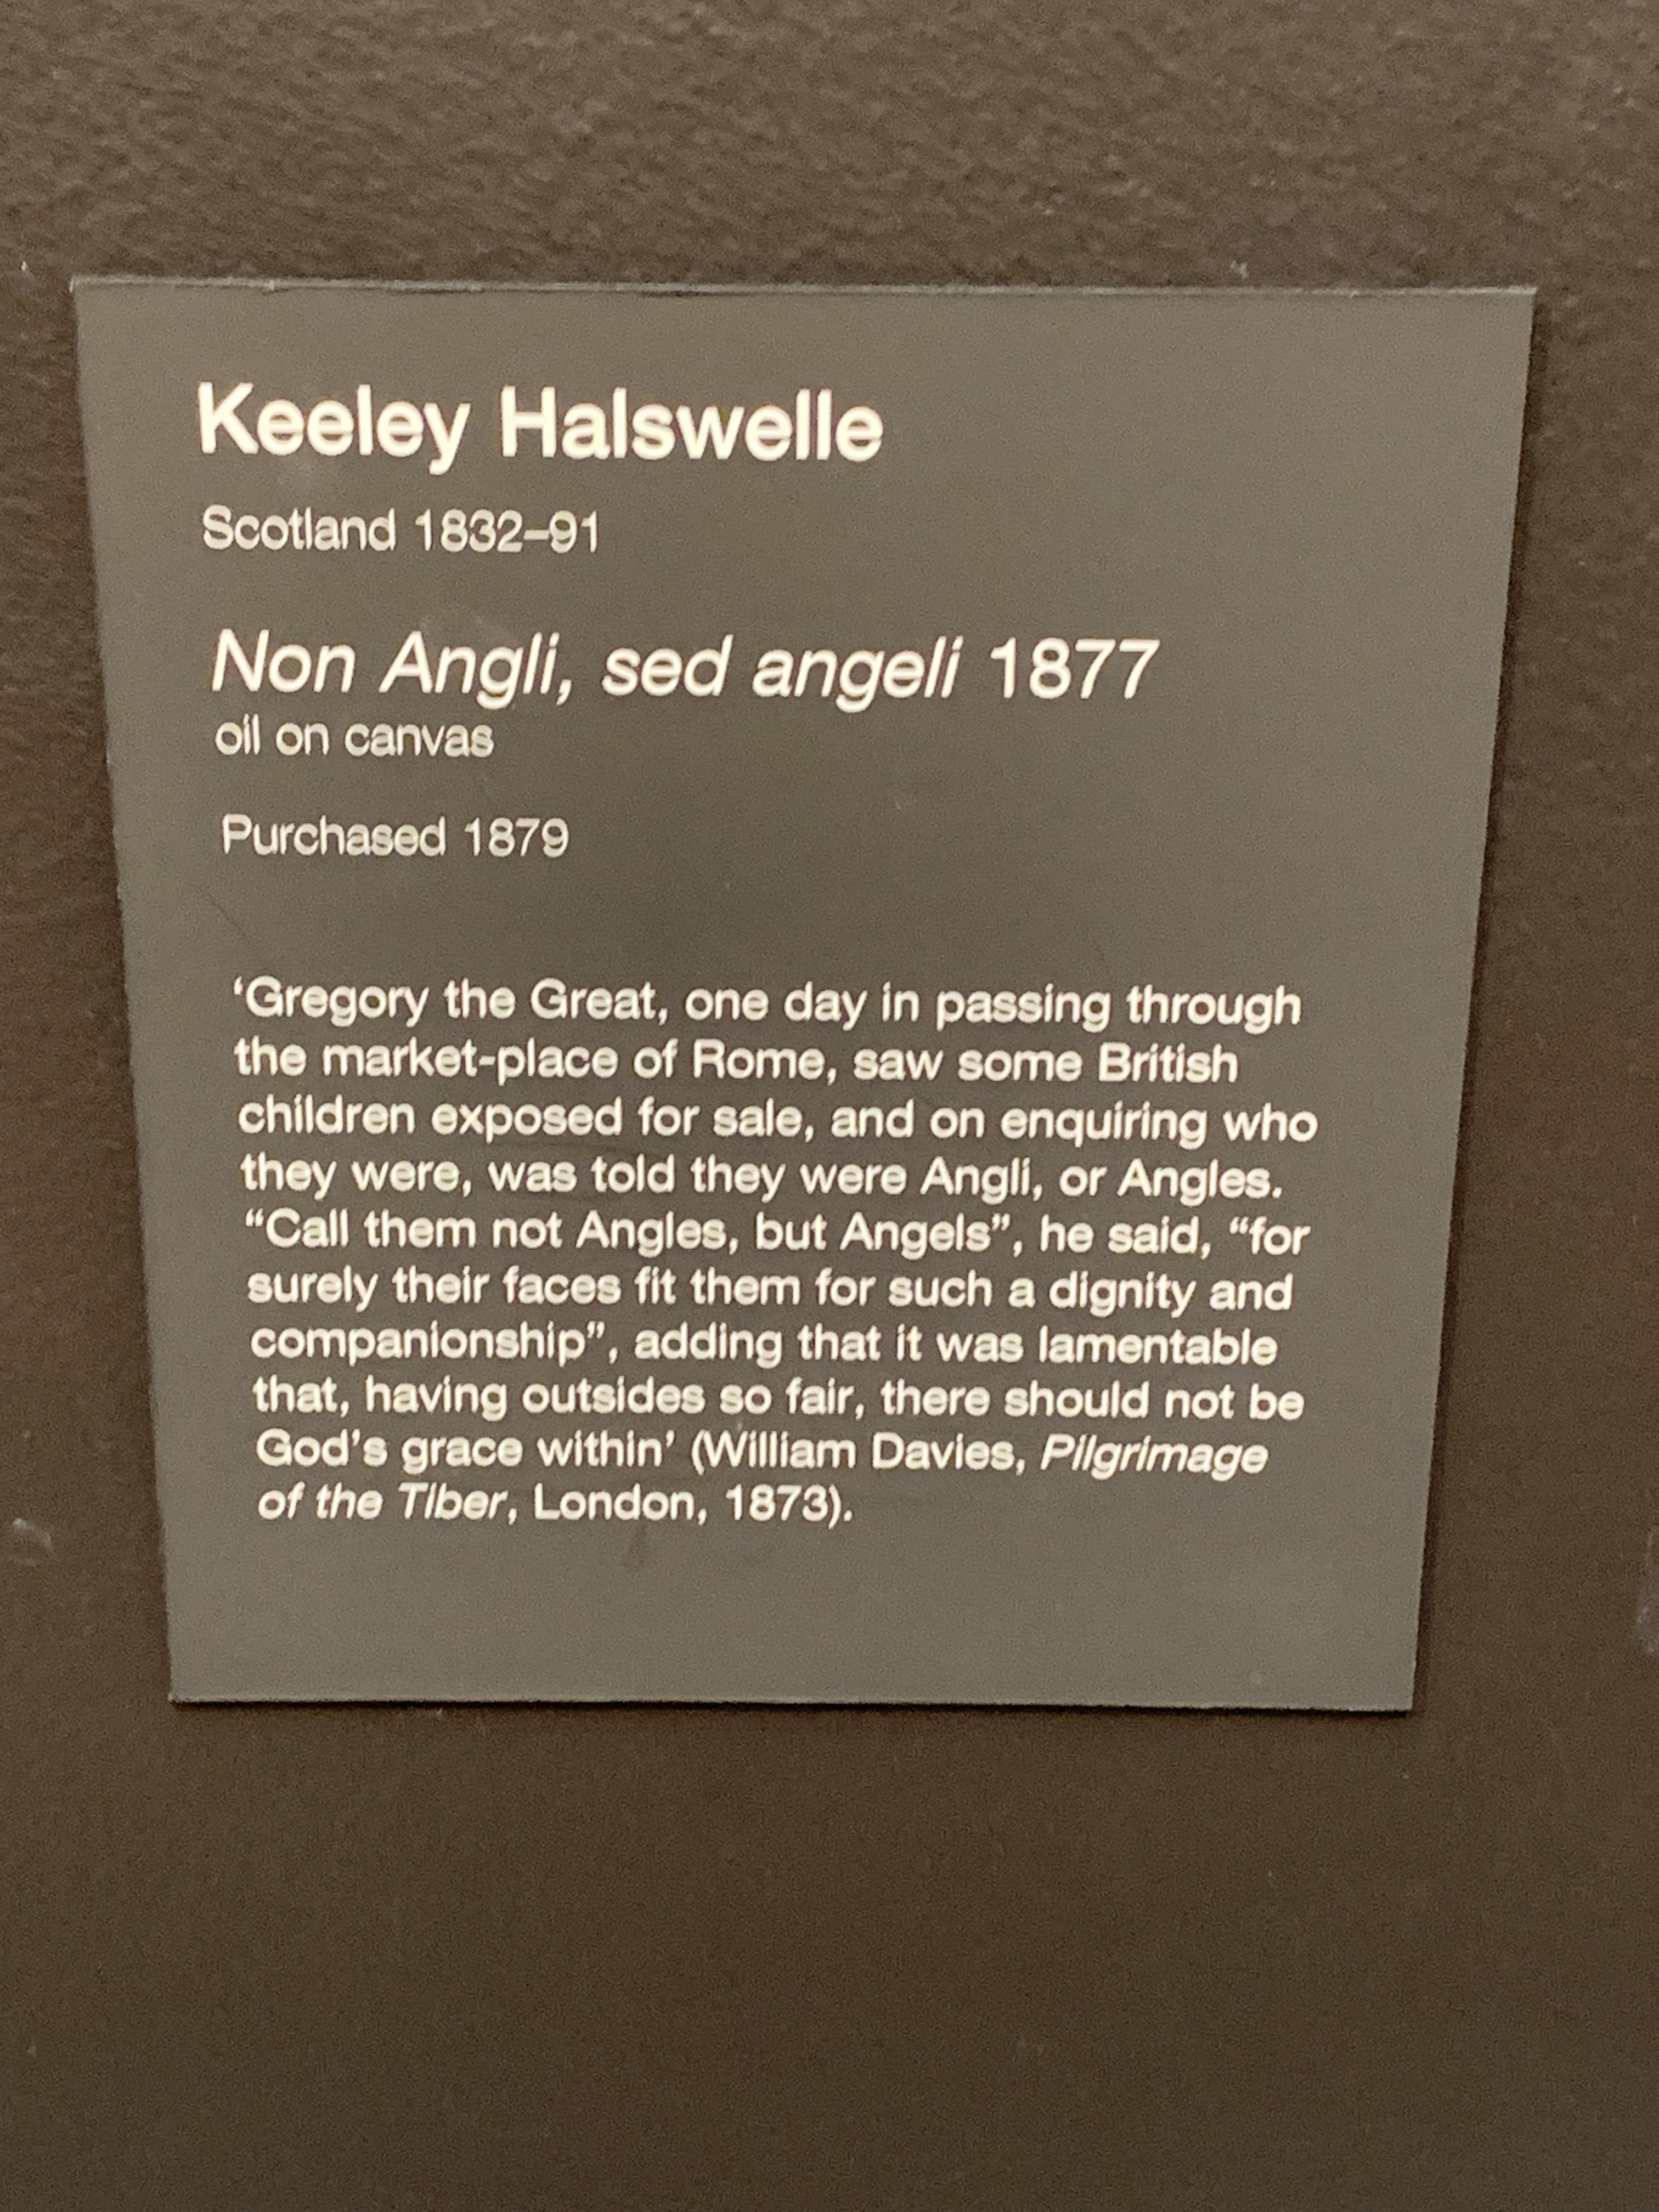 Keeley Halswelle
Scotland 1832–91
Non Angli, sed angeli 1877
oil on canvas
Purchased 1879
‘Gregory the Great, one day in passing through
the market-place of Rome, saw some British
children exposed for sale, and on enquiring who
they were, was told they were Angli, or Angles.
“Call them not Angles, but Angels”, he said, “for
surely their faces fit them for such a dignity and
companionship”, adding that it was lamentable
that, having outsides so fair, there should not be
God’s grace within’ (William Davies, Pilgrimage
of the Tiber, London, 1873).